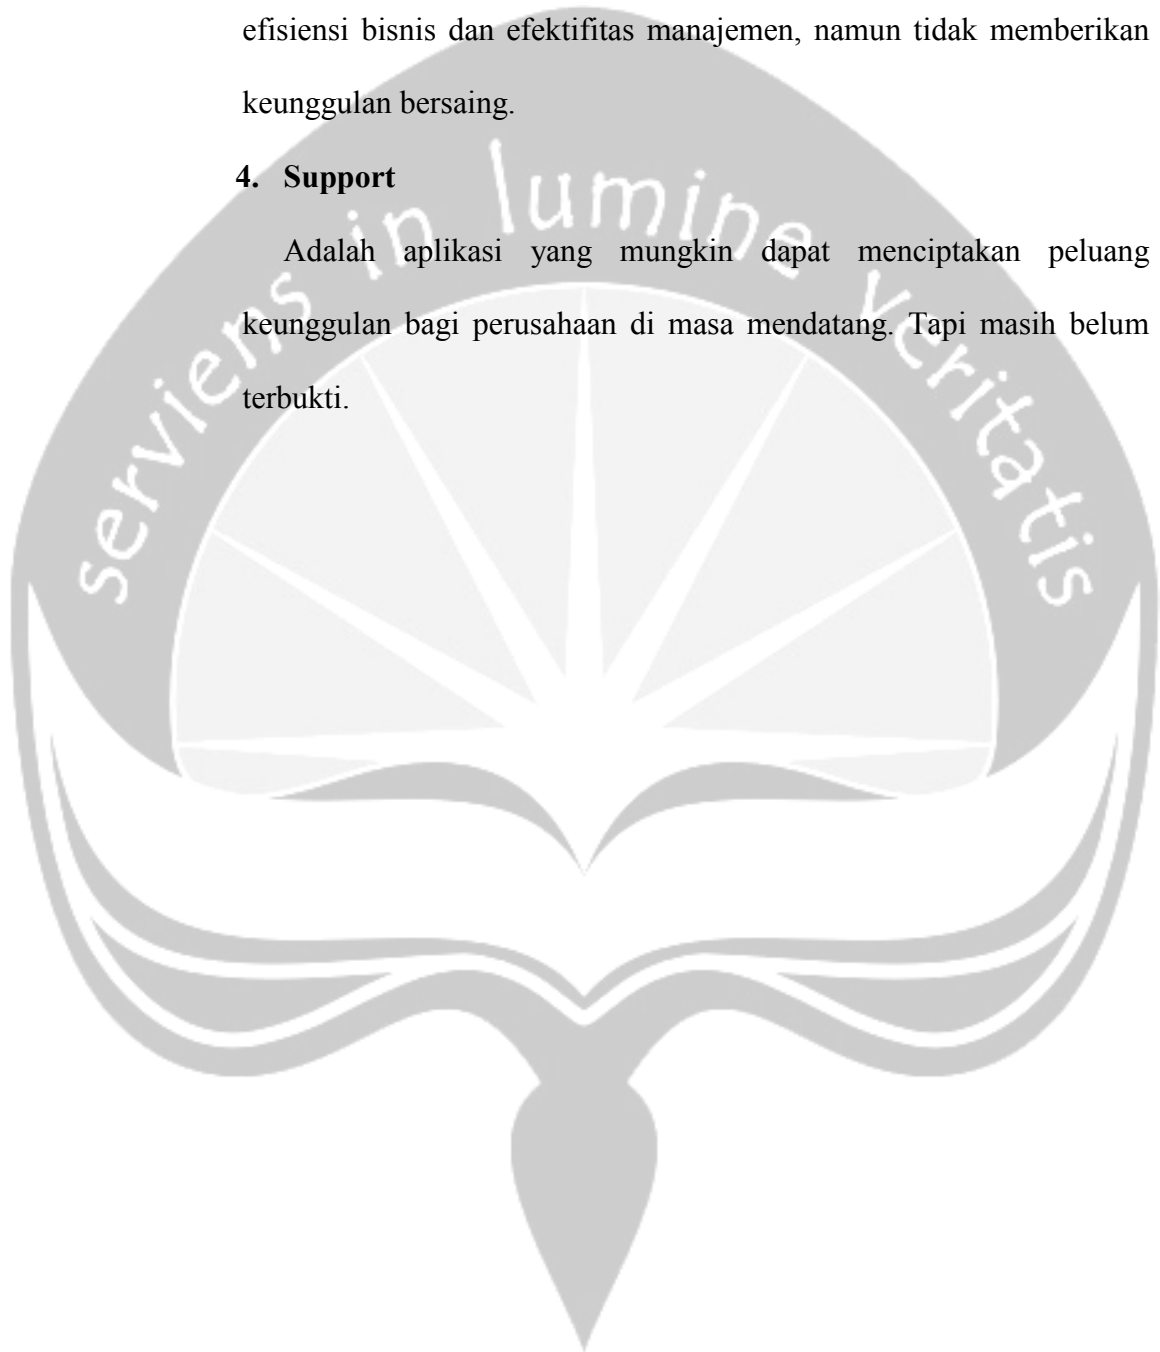 efisiensi bisnis dan efektifitas manajemen, namun tidak memberikan
keunggulan bersaing.
4. Support
Adalah aplikasi yang mungkin dapat menciptakan peluang
keunggulan bagi perusahaan di masa mendatang. Tapi masih belum
terbukti.
serviens in lumine veritatis